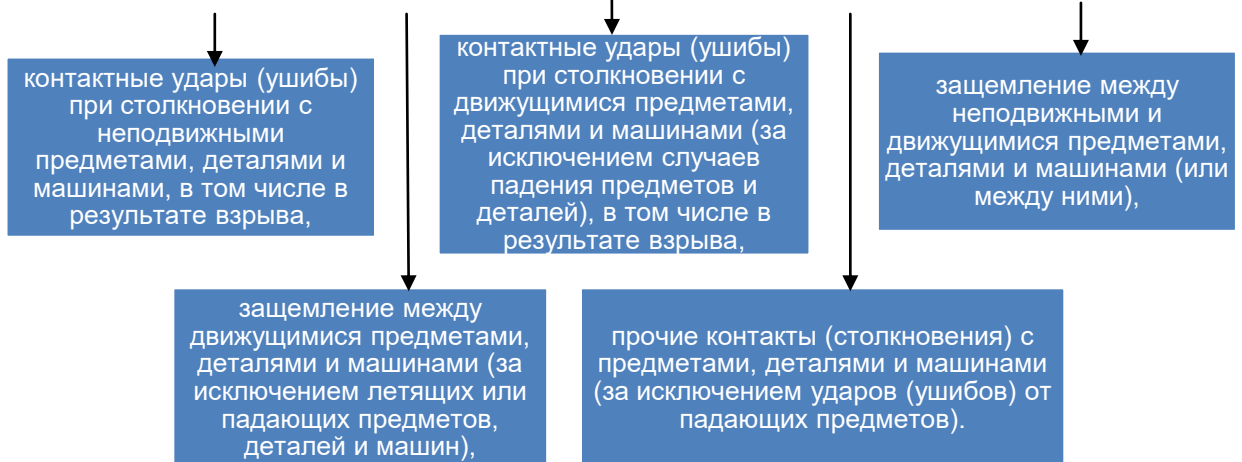 контактные удары (ушибы)
при столкновении с
неподвижными
предметами, деталями и
машинами, в том числе в
результате взрыва,
контактные удары (ушибы)
при столкновении с
движущимися предметами,
деталями и машинами (за
исключением случаев
падения предметов и
деталей), в том числе в
результате взрыва,
защемление между
неподвижными и
движущимися предметами,
деталями и машинами (или
между ними),
защемление между
движущимися предметами,
деталями и машинами (за
исключением летящих или
падающих предметов,
деталей и машин),
прочие контакты (столкновения) с
предметами, деталями и машинами
(за исключением ударов (ушибов) от
падающих предметов).